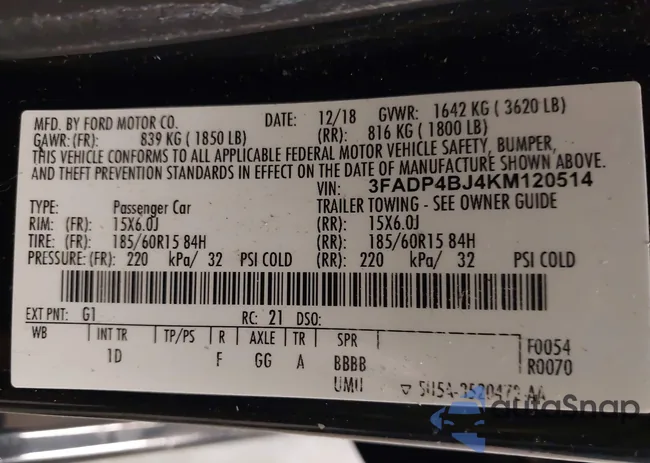 MFD. BY FORD MOTOR CO. DATE: 12/18 GVWR: 1642 KG ( 3620 LB)
GAWR: (FR): 839 KG ( 1850 LB) (RR): 816 KG ( 1800 LB)
THIS VEHICLE CONFORMS TO ALL APPLICABLE FEDERAL MOTOR VEHICLE SAFETY, BUMPER,
AND THEFT PREVENTION STANDARDS IN EFFECT ON THE DATE OF MANUFACTURE SHOWN ABOVE.
VIN: 3FADP4BJ4KM120514
TYPE: Passenger Car TRAILER TOWING - SEE OWNER GUIDE
RIM: (FR): 15X6.0J (RR): 15X6.0J
TIRE: (FR): 185/60R15 84H (RR): 185/60R15 84H
PRESSURE: (FR): 220 kPa/ 32 PSI COLD (RR): 220 kPa/ 32 PSI COLD
EXT PNT: G1 RC: 21 DSO:
WB INT TR TP/PS R AXLE TR SPR F0054
1D F GG A BBBB R0070
UMU
autoSnap